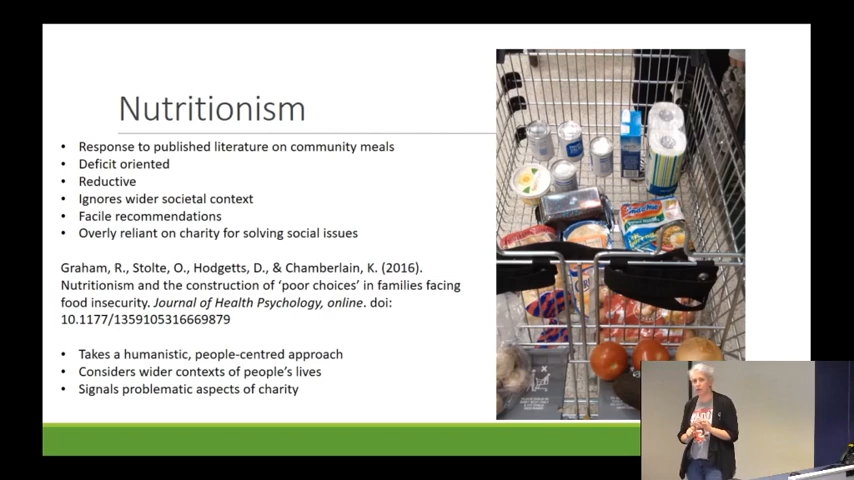 Nutritionism
• Response to published literature on community meals
• Deficit oriented
• Reductive
• Ignores wider societal context
• Facile recommendations
• Overly reliant on charity for solving social issues
Graham, R., Stolte, O., Hodgetts, D., & Chamberlain, K. (2016).
Nutritionism and the construction of ‘poor choices’ in families facing
food insecurity. Journal of Health Psychology, online. doi:
10.1177/1359105316669879
• Takes a humanistic, people-centred approach
• Considers wider contexts of people’s lives
• Signals problematic aspects of charity